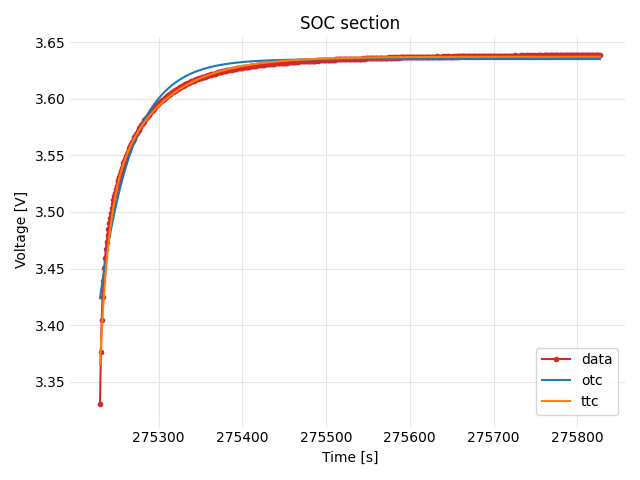 SOC section
3.65
3.60
3.55
3.50
3.45
3.40
3.35
Voltage [V]
data
otc
ttc
275300 275400 275500 275600 275700 275800
Time [s]